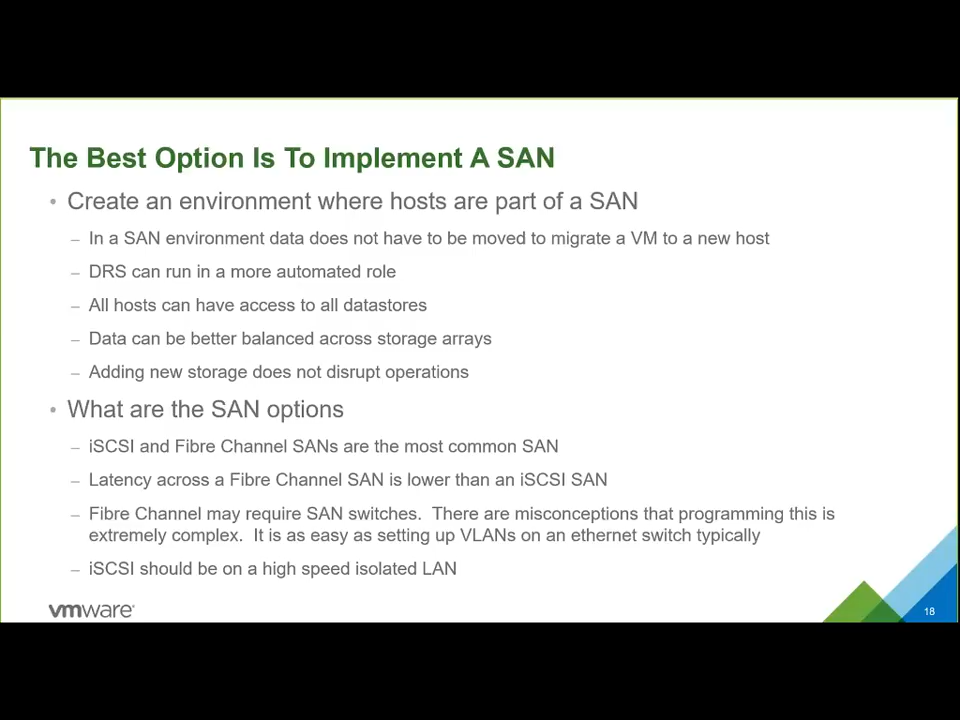 The Best Option Is To Implement A SAN
• Create an environment where hosts are part of a SAN
– In a SAN environment data does not have to be moved to migrate a VM to a new host
– DRS can run in a more automated role
– All hosts can have access to all datastores
– Data can be better balanced across storage arrays
– Adding new storage does not disrupt operations
• What are the SAN options
– iSCSI and Fibre Channel SANs are the most common SAN
– Latency across a Fibre Channel SAN is lower than an iSCSI SAN
– Fibre Channel may require SAN switches.  There are misconceptions that programming this is
extremely complex.  It is as easy as setting up VLANs on an ethernet switch typically
– iSCSI should be on a high speed isolated LAN
vmware
18